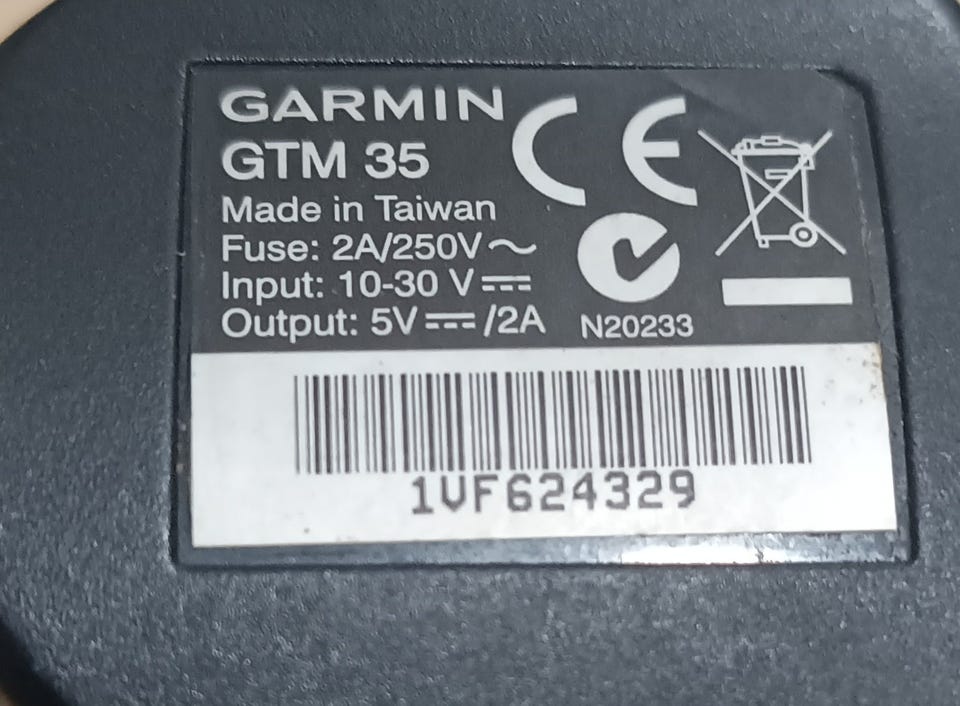 GARMIN
GTM 35
Made in Taiwan
Fuse: 2A/250V~
Input: 10-30 V⎓
Output: 5V⎓/2A
CE
N20233
1VF624329